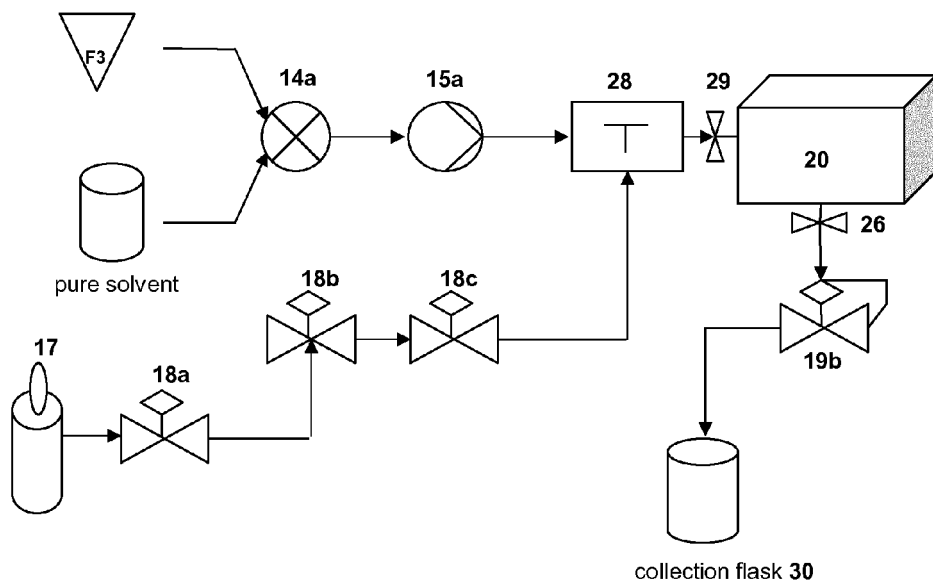 F3
14a
15a
28
29
20
pure solvent
26
18b
18c
17
18a
19b
collection flask 30